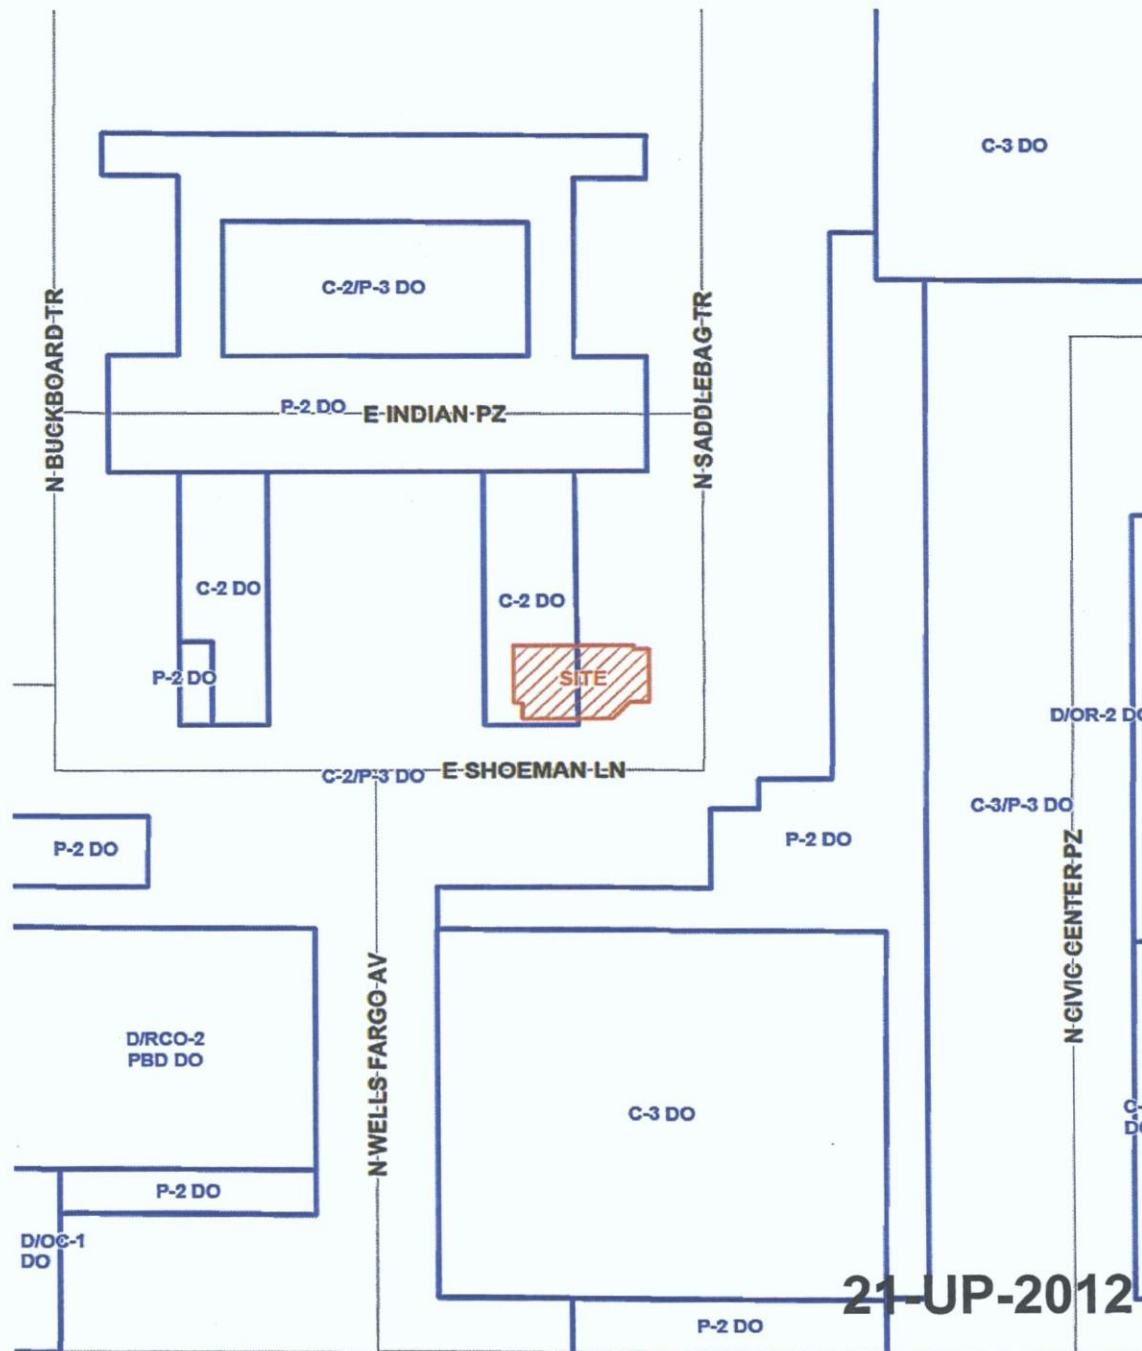 C-3 DO
C-2/P-3 DO
N BUCKBOARD TR
N SADDLEBAG TR
P-2 DO
E INDIAN PZ
C-2 DO
C-2 DO
P-2 DO
SITE
D/OR-2 DO
C-2/P-3 DO
E SHOEMAN LN
C-3/P-3 DO
P-2 DO
P-2 DO
N CIVIC CENTER PZ
N WELLS FARGO AV
D/RCO-2
PBD DO
C-3 DO
C-
DO
P-2 DO
D/OC-1
DO
21-UP-2012
P-2 DO